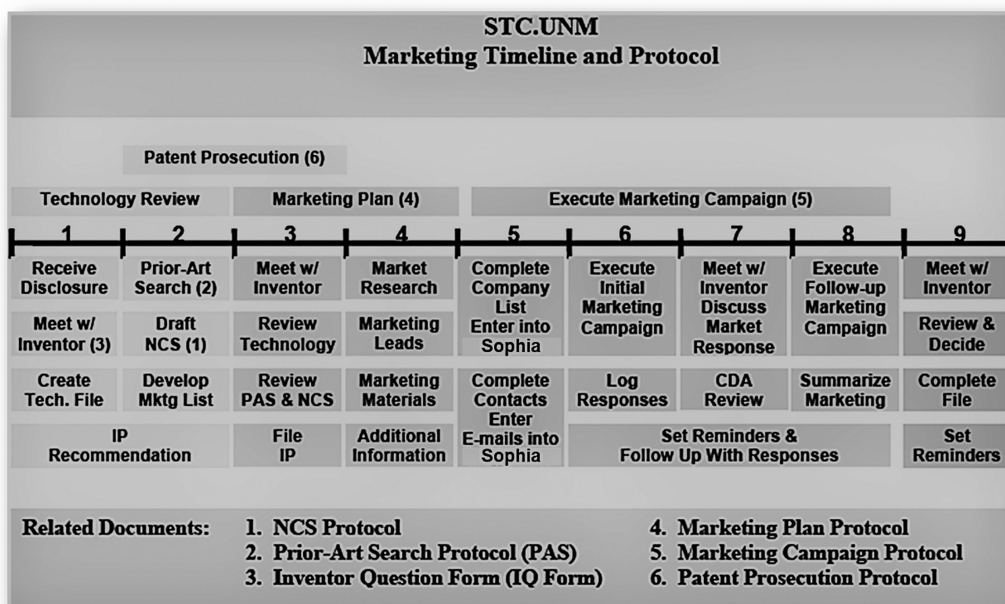 STC.UNM
Marketing Timeline and Protocol
Patent Prosecution (6)
Technology Review
Marketing Plan (4)
Execute Marketing Campaign (5)
1 2 3 4 5 6 7 8 9
Receive
Disclosure
Prior-Art
Search (2)
Meet w/
Inventor
Market
Research
Complete
Company
List
Enter into
Sophia
Execute
Initial
Marketing
Campaign
Meet w/
Inventor
Discuss
Market
Response
Execute
Follow-up
Marketing
Campaign
Meet w/
Inventor
Meet w/
Inventor (3)
Draft
NCS (1)
Review
Technology
Marketing
Leads
Review &
Decide
Create
Tech. File
Develop
Mktg List
Review
PAS & NCS
Marketing
Materials
Complete
Contacts
Enter
E-mails into
Sophia
Log
Responses
CDA
Review
Summarize
Marketing
Complete
File
IP
Recommendation
File
IP
Additional
Information
Set Reminders &
Follow Up With Responses
Set
Reminders
Related Documents:
1. NCS Protocol
2. Prior-Art Search Protocol (PAS)
3. Inventor Question Form (IQ Form)
4. Marketing Plan Protocol
5. Marketing Campaign Protocol
6. Patent Prosecution Protocol